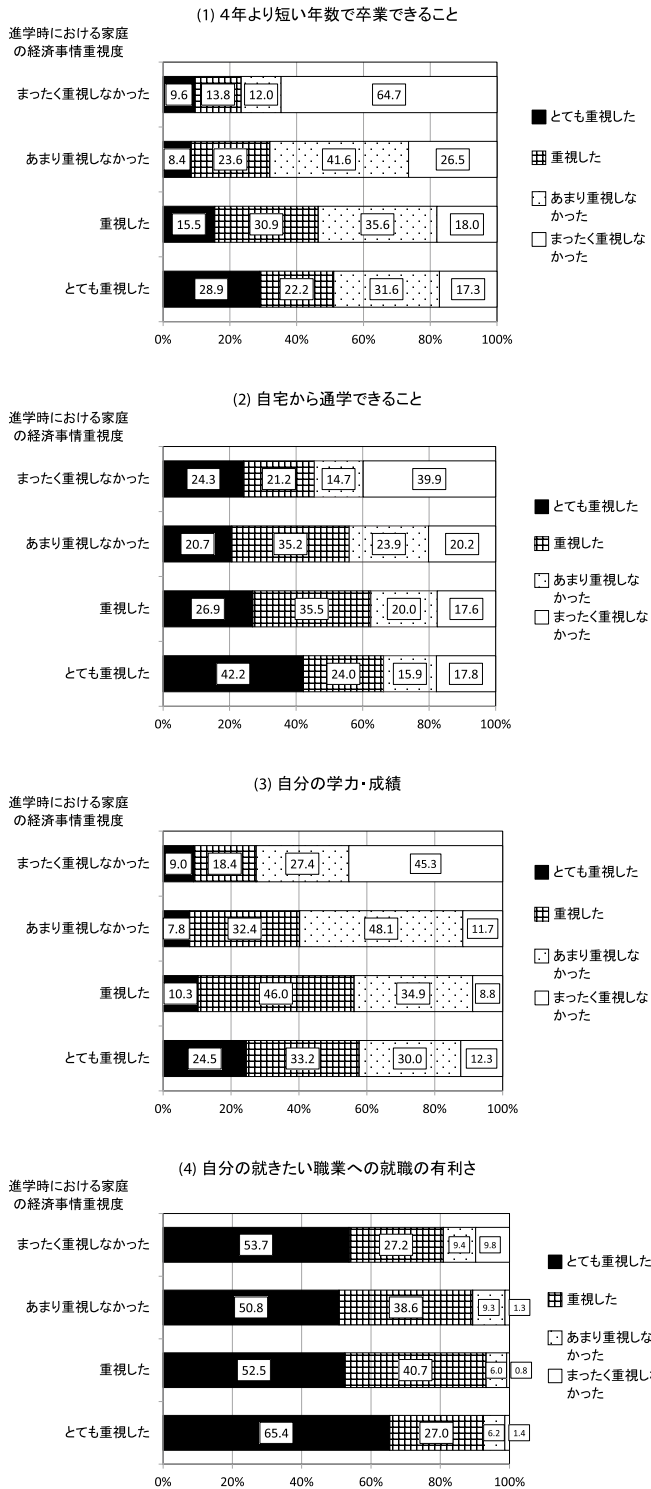 (1) ４年より短い年数で卒業できること
進学時における家庭
の経済事情重視度
まったく重視しなかった
9.6 13.8 12.0 64.7
あまり重視しなかった
8.4 23.6 41.6 26.5
重視した
15.5 30.9 35.6 18.0
とても重視した
28.9 22.2 31.6 17.3
0% 20% 40% 60% 80% 100%
とても重視した
重視した
あまり重視しな
かった
まったく重視しな
かった
(2) 自宅から通学できること
進学時における家庭
の経済事情重視度
まったく重視しなかった
24.3 21.2 14.7 39.9
あまり重視しなかった
20.7 35.2 23.9 20.2
重視した
26.9 35.5 20.0 17.6
とても重視した
42.2 24.0 15.9 17.8
0% 20% 40% 60% 80% 100%
とても重視した
重視した
あまり重視しな
かった
まったく重視しな
かった
(3) 自分の学力・成績
進学時における家庭
の経済事情重視度
まったく重視しなかった
9.0 18.4 27.4 45.3
あまり重視しなかった
7.8 32.4 48.1 11.7
重視した
10.3 46.0 34.9 8.8
とても重視した
24.5 33.2 30.0 12.3
0% 20% 40% 60% 80% 100%
とても重視した
重視した
あまり重視しな
かった
まったく重視しな
かった
(4) 自分の就きたい職業への就職の有利さ
進学時における家庭
の経済事情重視度
まったく重視しなかった
53.7 27.2 9.4 9.8
あまり重視しなかった
50.8 38.6 9.3 1.3
重視した
52.5 40.7 6.0 0.8
とても重視した
65.4 27.0 6.2 1.4
0% 20% 40% 60% 80% 100%
とても重視した
重視した
あまり重視しな
かった
まったく重視しな
かった